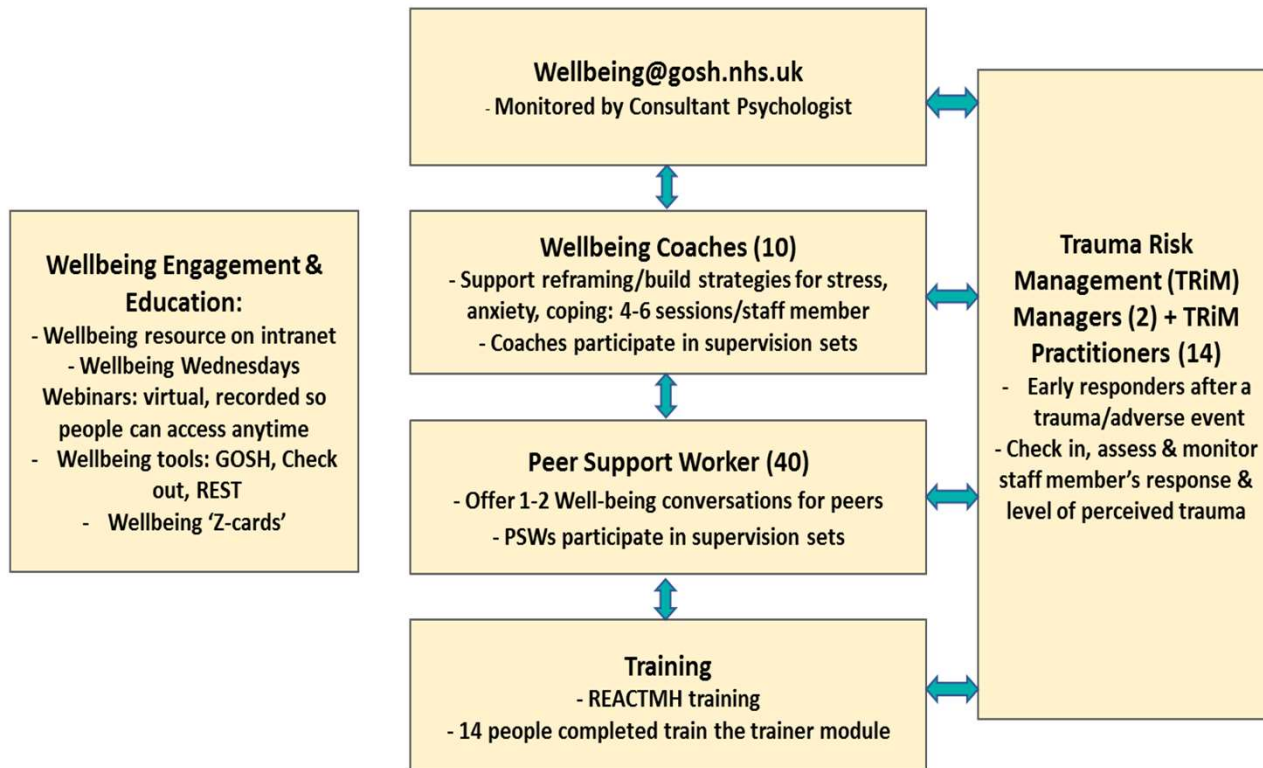 Wellbeing@gosh.nhs.uk
- Monitored by Consultant Psychologist
Wellbeing Engagement &
Education:
- Wellbeing resource on intranet
- Wellbeing Wednesdays
Webinars: virtual, recorded so
people can access anytime
- Wellbeing tools: GOSH, Check
out, REST
- Wellbeing ‘Z-cards’
Wellbeing Coaches (10)
- Support reframing/build strategies for stress,
anxiety, coping: 4-6 sessions/staff member
- Coaches participate in supervision sets
Peer Support Worker (40)
- Offer 1-2 Well-being conversations for peers
- PSWs participate in supervision sets
Training
- REACTMH training
- 14 people completed train the trainer module
Trauma Risk
Management (TRiM)
Managers (2) + TRiM
Practitioners (14)
- Early responders after a
trauma/adverse event
- Check in, assess & monitor
staff member’s response &
level of perceived trauma